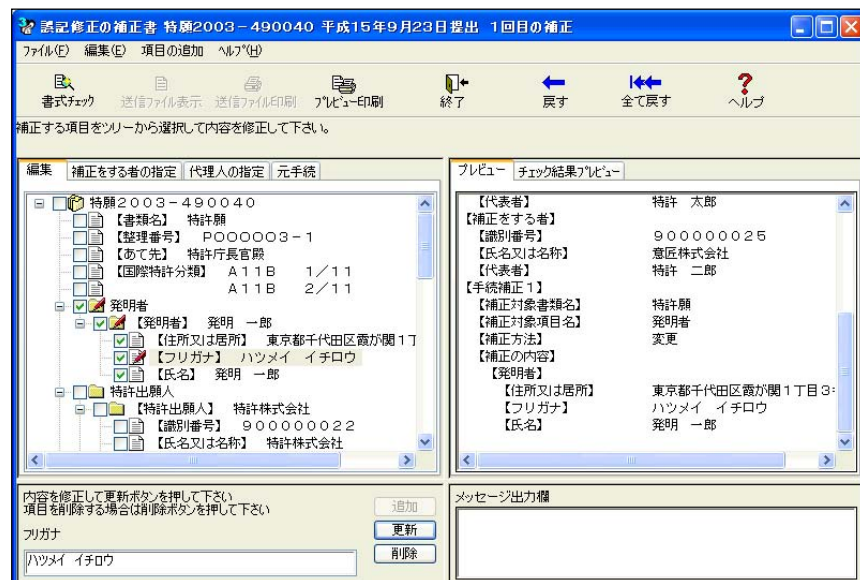 誤記修正の補正書 特願2003-490040 平成15年9月23日提出 1回目の補正
ファイル(F) 編集(E) 項目の追加 ヘルプ(H)
書式チェック 送信ファイル表示 送信ファイル印刷 プレビュー印刷 終了 戻す 全て戻す ヘルプ
補正する項目をツリーから選択して内容を修正して下さい。
編集 補正をする者の指定 代理人の指定 元手続
特願2003-490040
【書類名】 特許願
【整理番号】 P000003-1
【あて先】 特許庁長官殿
【国際特許分類】 A11B 1/11
A11B 2/11
発明者
【発明者】 発明 一郎
【住所又は居所】 東京都千代田区霞が関1丁
【フリガナ】 ハツメイ イチロウ
【氏名】 発明 一郎
特許出願人
【特許出願人】 特許株式会社
【識別番号】 900000022
【氏名又は名称】 特許株式会社
プレビュー チェック結果プレビュー
【代表者】 特許 太郎
【補正をする者】
【識別番号】 900000025
【氏名又は名称】 意匠株式会社
【代表者】 特許 二郎
【手続補正1】
【補正対象書類名】 特許願
【補正対象項目名】 発明者
【補正方法】 変更
【補正の内容】
【発明者】
【住所又は居所】 東京都千代田区霞が関1丁目3
【フリガナ】 ハツメイ イチロウ
【氏名】 発明 一郎
内容を修正して更新ボタンを押して下さい
項目を削除する場合は削除ボタンを押して下さい
追加
フリガナ
更新
ハツメイ イチロウ
削除
メッセージ出力欄